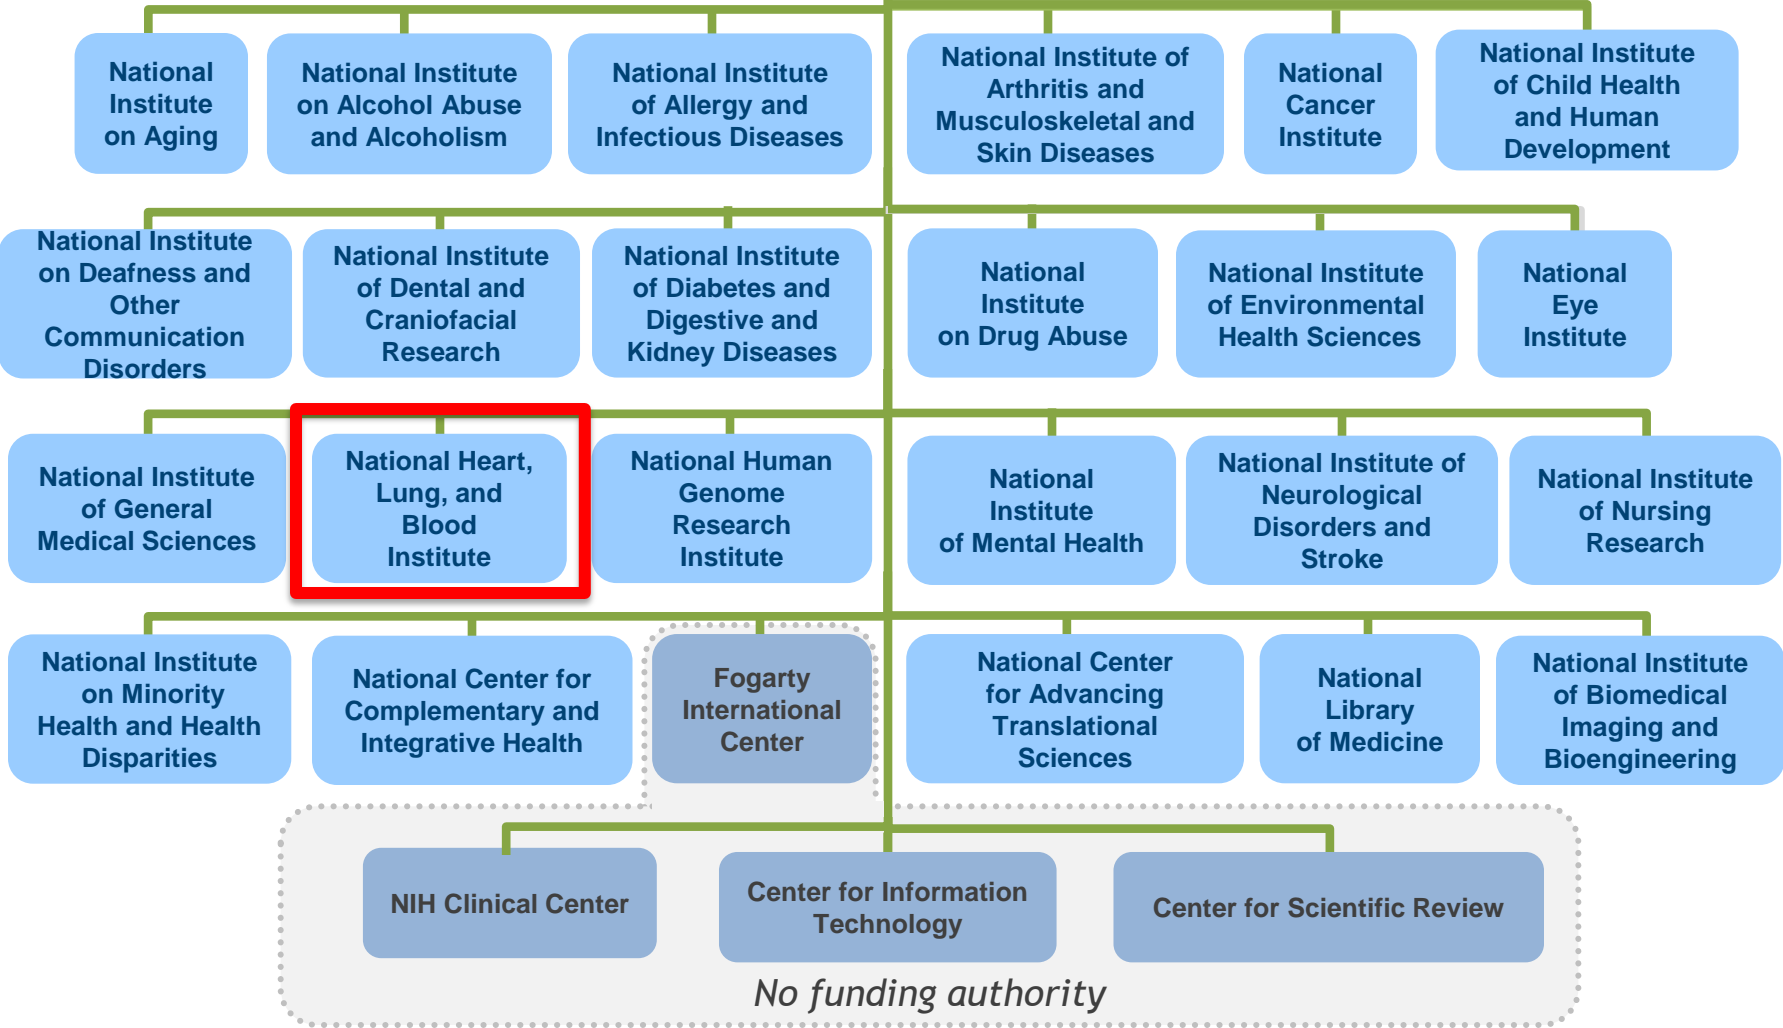 National
Institute
on Aging
National Institute
on Alcohol Abuse
and Alcoholism
National Institute
of Allergy and
Infectious Diseases
National Institute of
Arthritis and
Musculoskeletal and
Skin Diseases
National
Cancer
Institute
National Institute
of Child Health
and Human
Development
National Institute
on Deafness and
Other
Communication
Disorders
National Institute
of Dental and
Craniofacial
Research
National Institute
of Diabetes and
Digestive and
Kidney Diseases
National
Institute
on Drug Abuse
National Institute
of Environmental
Health Sciences
National
Eye
Institute
National Institute
of General
Medical Sciences
National Heart,
Lung, and
Blood
Institute
National Human
Genome
Research
Institute
National
Institute
of Mental Health
National Institute of
Neurological
Disorders and
Stroke
National Institute
of Nursing
Research
National Institute
on Minority
Health and Health
Disparities
National Center for
Complementary and
Integrative Health
Fogarty
International
Center
National Center
for Advancing
Translational
Sciences
National
Library
of Medicine
National Institute
of Biomedical
Imaging and
Bioengineering
NIH Clinical Center
Center for Information
Technology
Center for Scientific Review
No funding authority